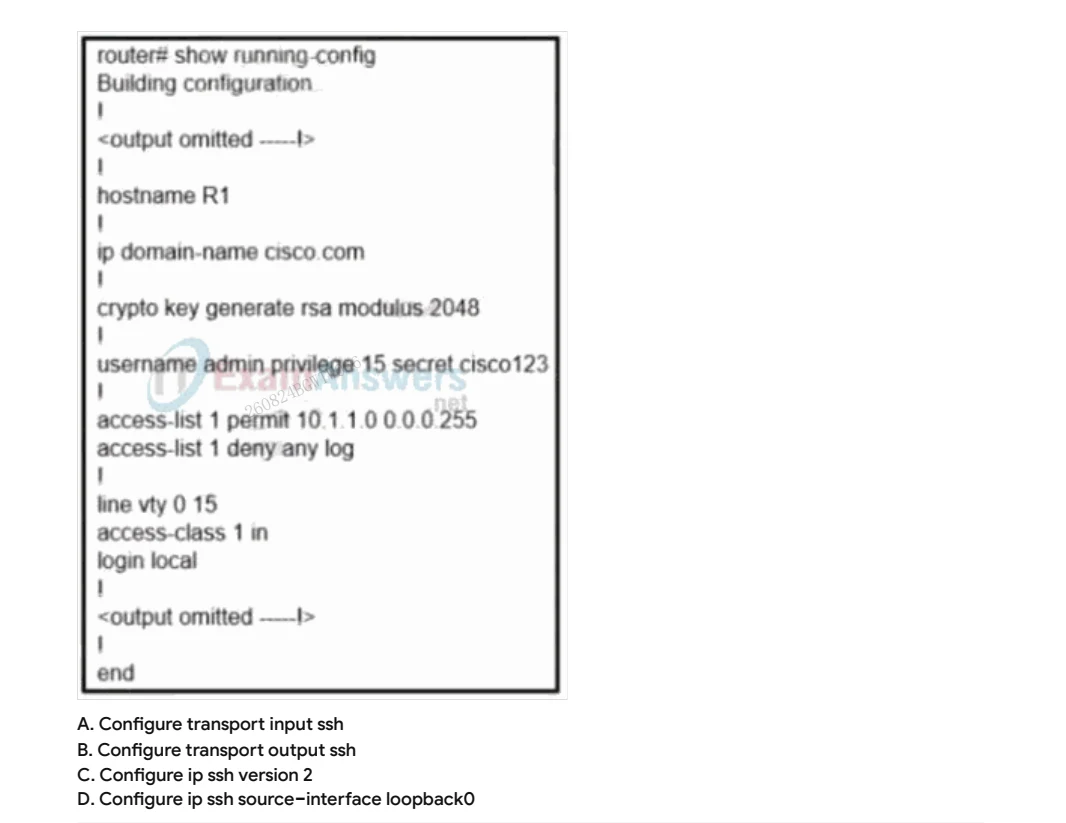 router# show running-config
Building configuration
!
<output omitted -----!>
!
hostname R1
!
ip domain-name cisco.com
!
crypto key generate rsa modulus 2048
!
username admin privilege 15 secret cisco123
!
access-list 1 permit 10.1.1.0 0.0.0.255
access-list 1 deny any log
!
line vty 0 15
access-class 1 in
login local
!
<output omitted -----!>
!
end
IT ExamAnswers
.net
A. Configure transport input ssh
B. Configure transport output ssh
C. Configure ip ssh version 2
D. Configure ip ssh source-interface loopback0